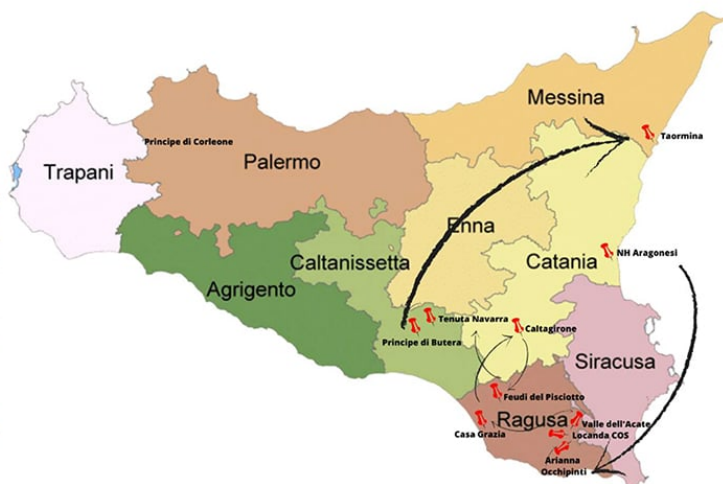 Messina
Taormina
Principe di Corleone
Palermo
Trapani
Enna
NH Aragonesi
Catania
Caltanissetta
Agrigento
Tenuta Navarra
Caltagirone
Principe di Butera
Siracusa
Feudi del Pisciotto
Ragusa
Valle dell'Acate
Casa Grazia
Locanda COS
Arianna
Occhipinti